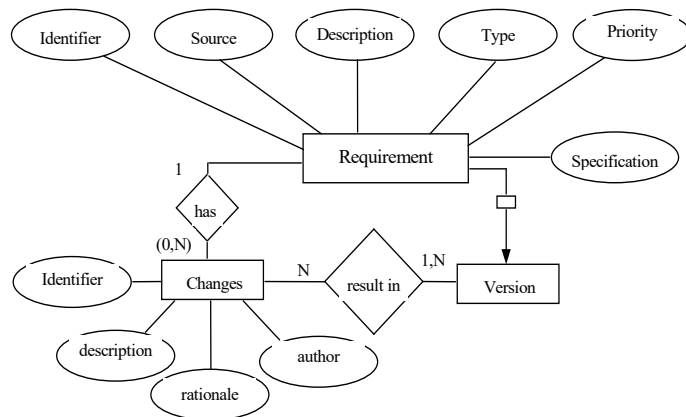 Identifier
Source
Description
Type
Priority
Requirement
Specification
1
has
(0,N)
Identifier
Changes
N
result in
1,N
Version
description
author
rationale